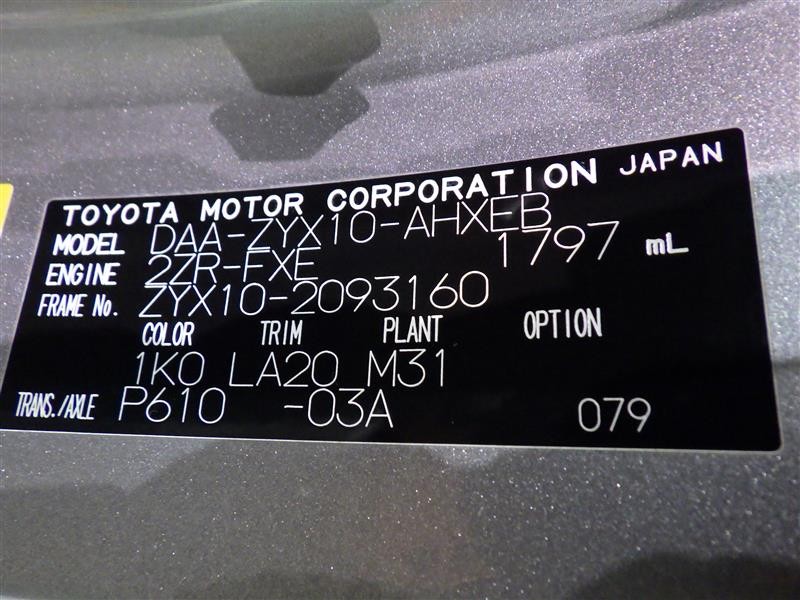 TOYOTA MOTOR CORPORATION JAPAN
MODEL DAA-ZYX10-AHXEB
ENGINE 2ZR-FXE 1797 mL
FRAME No. ZYX10-2093160
COLOR TRIM PLANT OPTION
1K0 LA20 M31
TRANS./AXLE P610 -03A 079